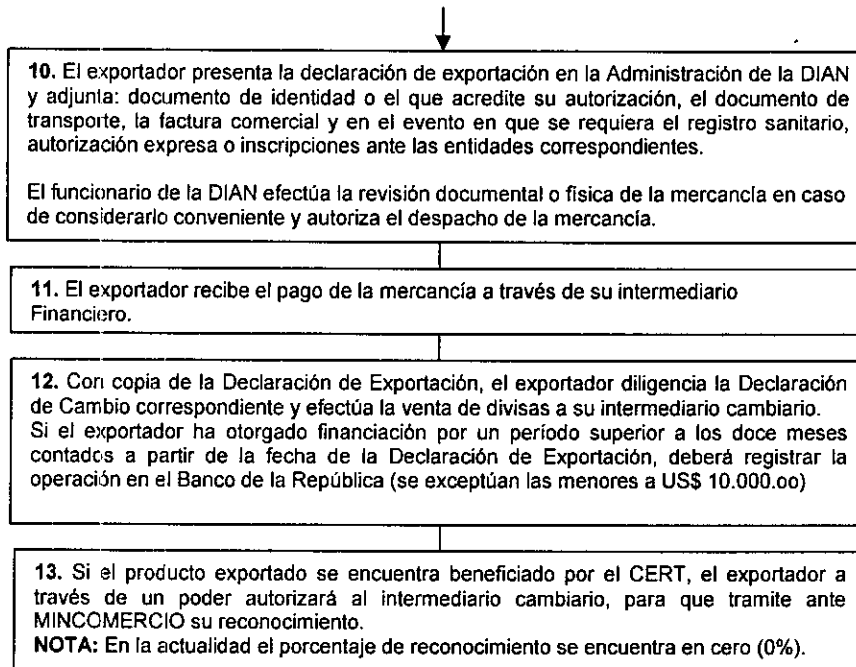 10. El exportador presenta la declaración de exportación en la Administración de la DIAN
y adjunta: documento de identidad o el que acredite su autorización, el documento de
transporte, la factura comercial y en el evento en que se requiera el registro sanitario,
autorización expresa o inscripciones ante las entidades correspondientes.
El funcionario de la DIAN efectúa la revisión documental o física de la mercancía en caso
de considerarlo conveniente y autoriza el despacho de la mercancía.
11. El exportador recibe el pago de la mercancía a través de su intermediario
Financiero.
12. Con copia de la Declaración de Exportación, el exportador diligencia la Declaración
de Cambio correspondiente y efectúa la venta de divisas a su intermediario cambiario.
Si el exportador ha otorgado financiación por un período superior a los doce meses
contados a partir de la fecha de la Declaración de Exportación, deberá registrar la
operación en el Banco de la República (se exceptúan las menores a US$ 10.000.oo)
13. Si el producto exportado se encuentra beneficiado por el CERT, el exportador a
través de un poder autorizará al intermediario cambiario, para que tramite ante
MINCOMERCIO su reconocimiento.
NOTA: En la actualidad el porcentaje de reconocimiento se encuentra en cero (0%).